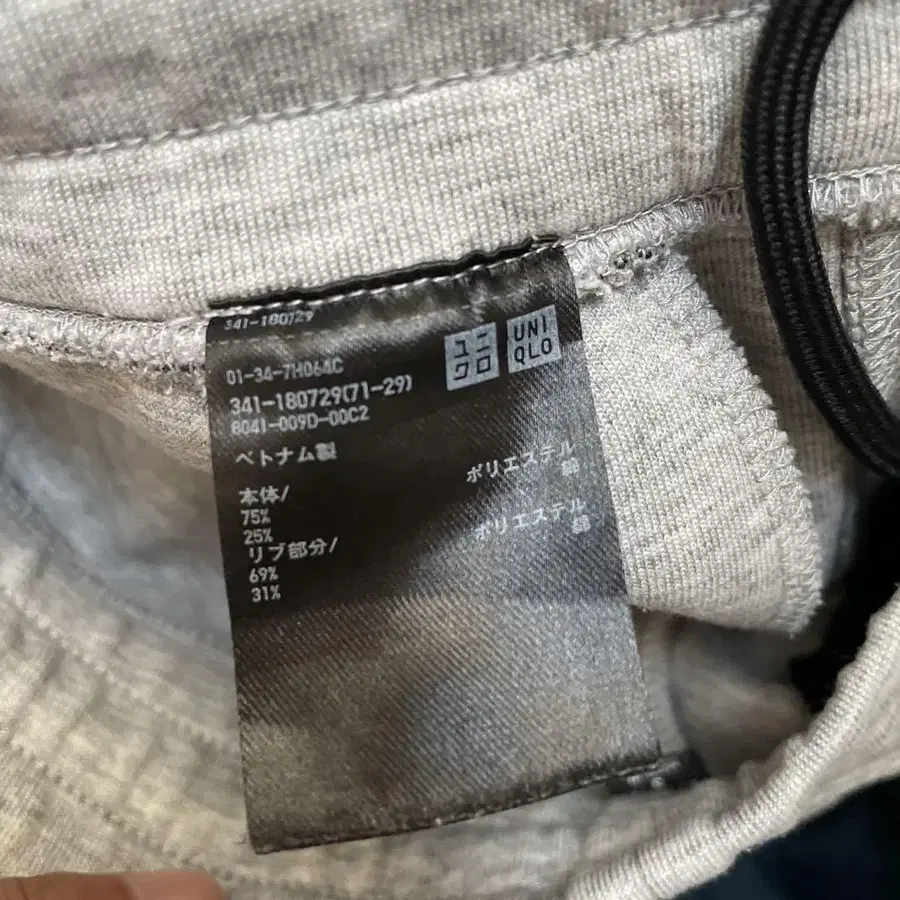 341-180729
ユニ
クロ
UNI
QLO
01-34-7H064C
341-180729(71-29)
8041-009D-00C2
ベトナム製
本体/
75% ポリエステル
25% 綿
リブ部分/
69% ポリエステル
31% 綿